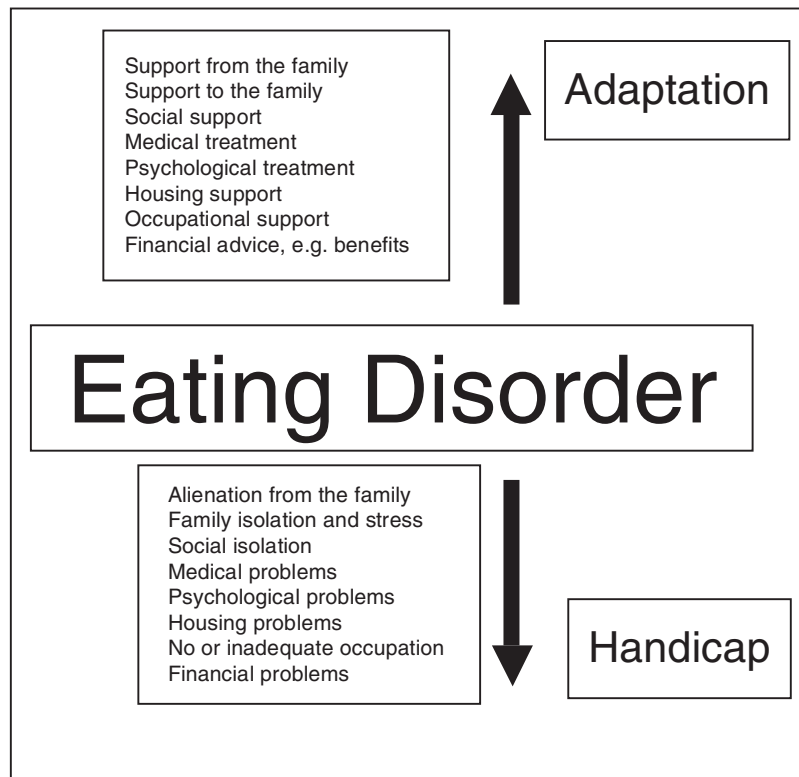 Support from the family
Support to the family
Social support
Medical treatment
Psychological treatment
Housing support
Occupational support
Financial advice, e.g. benefits
Adaptation
Eating Disorder
Alienation from the family
Family isolation and stress
Social isolation
Medical problems
Psychological problems
Housing problems
No or inadequate occupation
Financial problems
Handicap